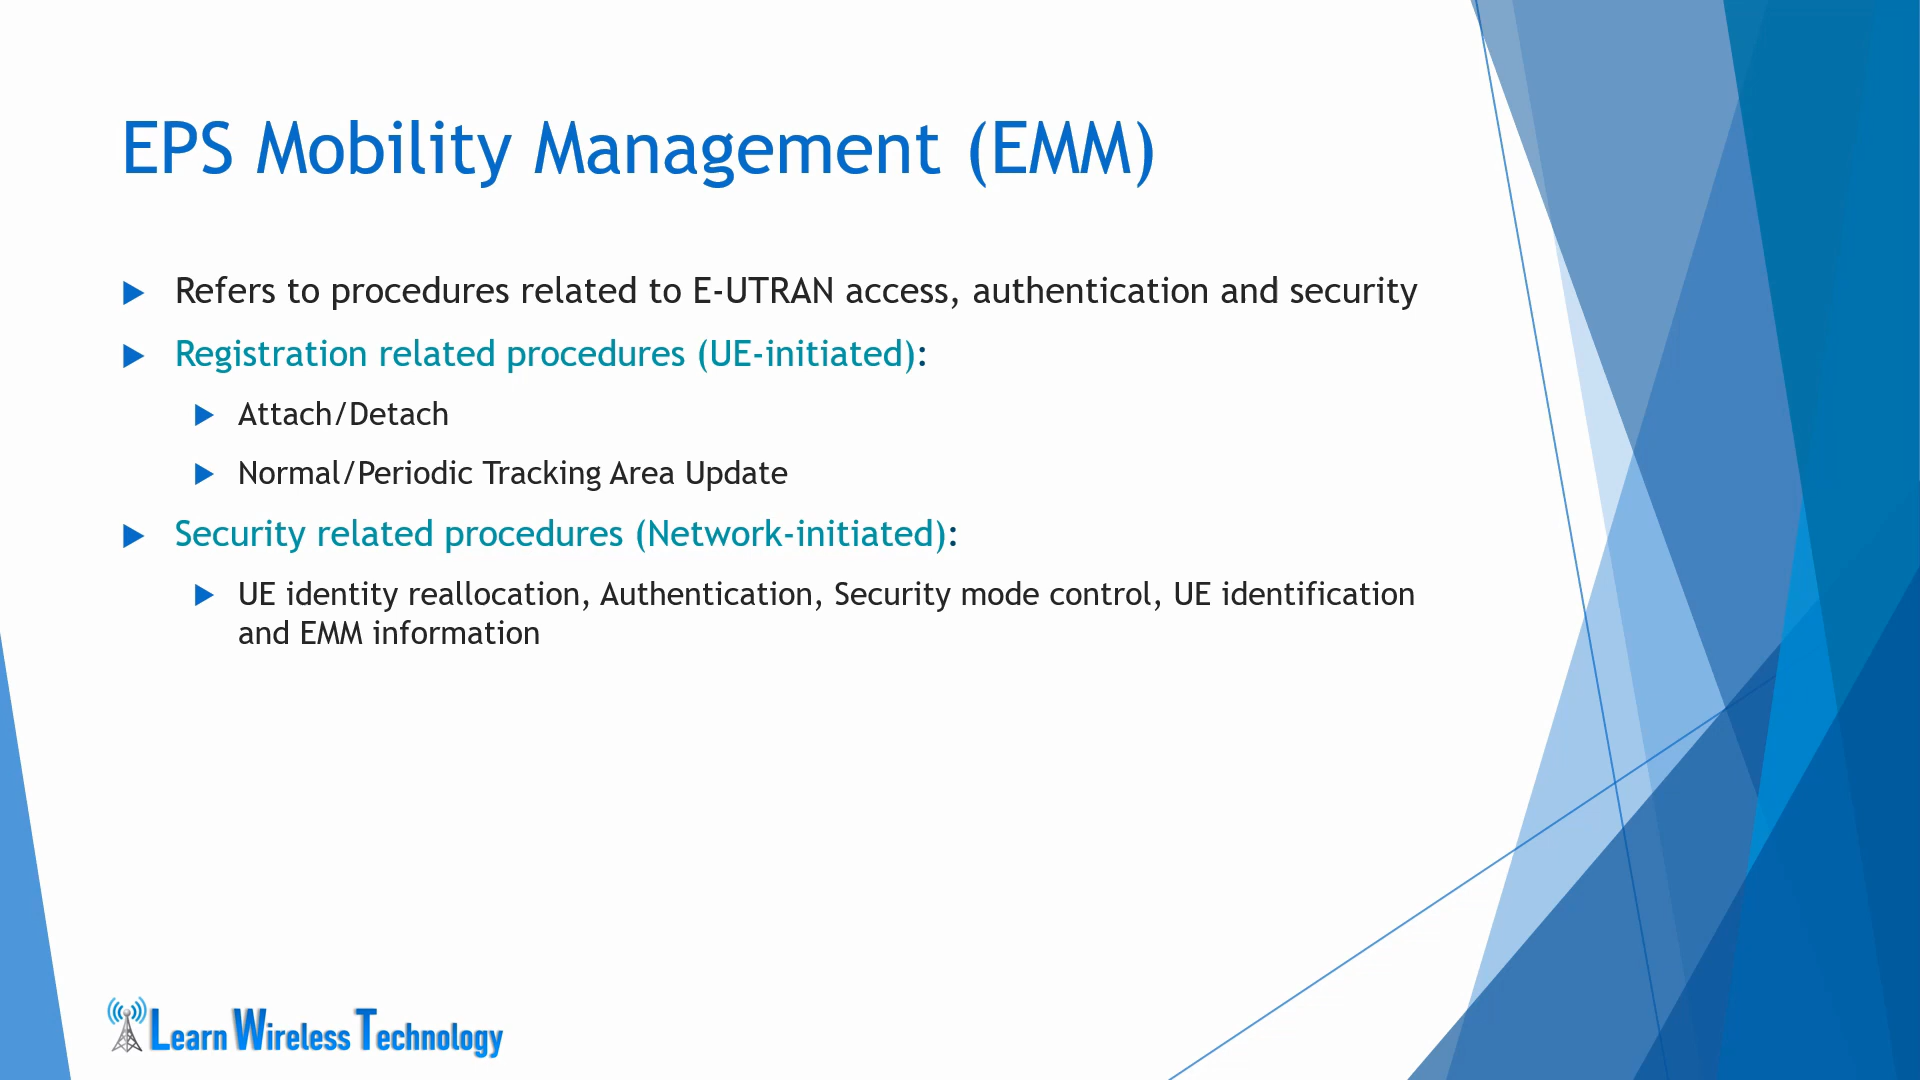 EPS Mobility Management (EMM)
Refers to procedures related to E-UTRAN access, authentication and security
Registration related procedures (UE-initiated):
Attach/Detach
Normal/Periodic Tracking Area Update
Security related procedures (Network-initiated):
UE identity reallocation, Authentication, Security mode control, UE identification
and EMM information
Learn Wireless Technology